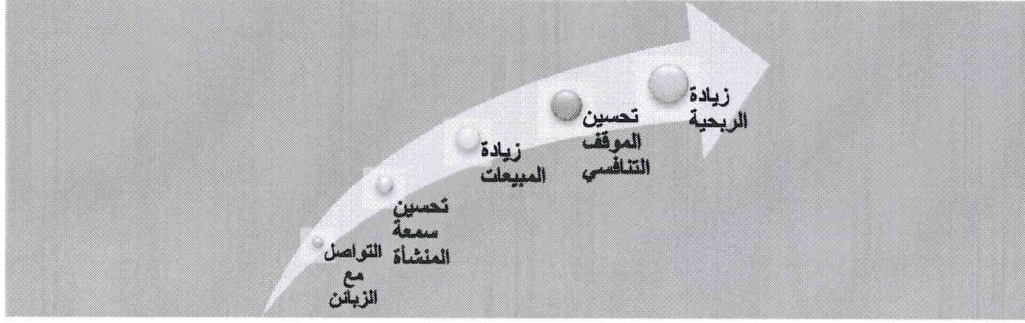 التواصل
مع
الزبائن
تحسين
سمعة
المنشأة
زيادة
المبيعات
تحسين
الموقف
التنافسي
زيادة
الربحية